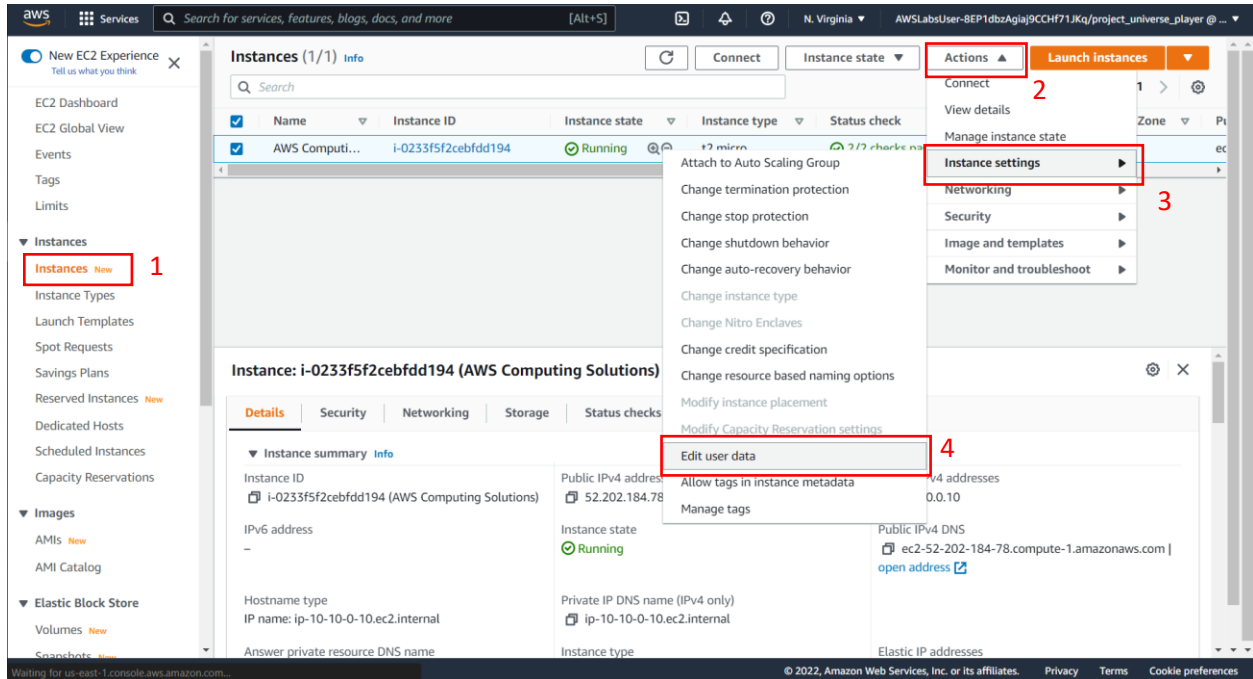 aws
Services
Search for services, features, blogs, docs, and more
[Alt+S]
N. Virginia ▼
AWSLabsUser-8EP1dbzAgiaj9CCHf71JKq/project_universe_player @ ... ▼
New EC2 Experience
Tell us what you think
EC2 Dashboard
EC2 Global View
Events
Tags
Limits
▼ Instances
Instances New
1
Instance Types
Launch Templates
Spot Requests
Savings Plans
Reserved Instances New
Dedicated Hosts
Scheduled Instances
Capacity Reservations
▼ Images
AMIs New
AMI Catalog
▼ Elastic Block Store
Volumes New
Snapshots New
Waiting for us-east-1.console.aws.amazon.com...
Instances (1/1) Info
Connect
Instance state ▼
Actions ▲
Launch instances ▼
2
Search
1
Name
Instance ID
Instance state
Instance type
Status check
Zone
AWS Computi...
i-0233f5f2cebfdd194
Running
t2.micro
Connect
View details
Manage instance state
Instance settings
3
Networking
Security
Image and templates
Monitor and troubleshoot
Attach to Auto Scaling Group
Change termination protection
Change stop protection
Change shutdown behavior
Change auto-recovery behavior
Change instance type
Change Nitro Enclaves
Change credit specification
Change resource based naming options
Modify instance placement
Modify Capacity Reservation settings
Edit user data
4
Allow tags in instance metadata
Manage tags
Instance: i-0233f5f2cebfdd194 (AWS Computing Solutions)
Details
Security
Networking
Storage
Status checks
▼ Instance summary Info
Instance ID
i-0233f5f2cebfdd194 (AWS Computing Solutions)
Public IPv4 addres
52.202.184.78
v4 addresses
0.0.10
IPv6 address
–
Instance state
Running
Public IPv4 DNS
ec2-52-202-184-78.compute-1.amazonaws.com |
open address
Hostname type
IP name: ip-10-10-0-10.ec2.internal
Private IP DNS name (IPv4 only)
ip-10-10-0-10.ec2.internal
Answer private resource DNS name
Instance type
Elastic IP addresses
© 2022, Amazon Web Services, Inc. or its affiliates.
Privacy
Terms
Cookie preferences